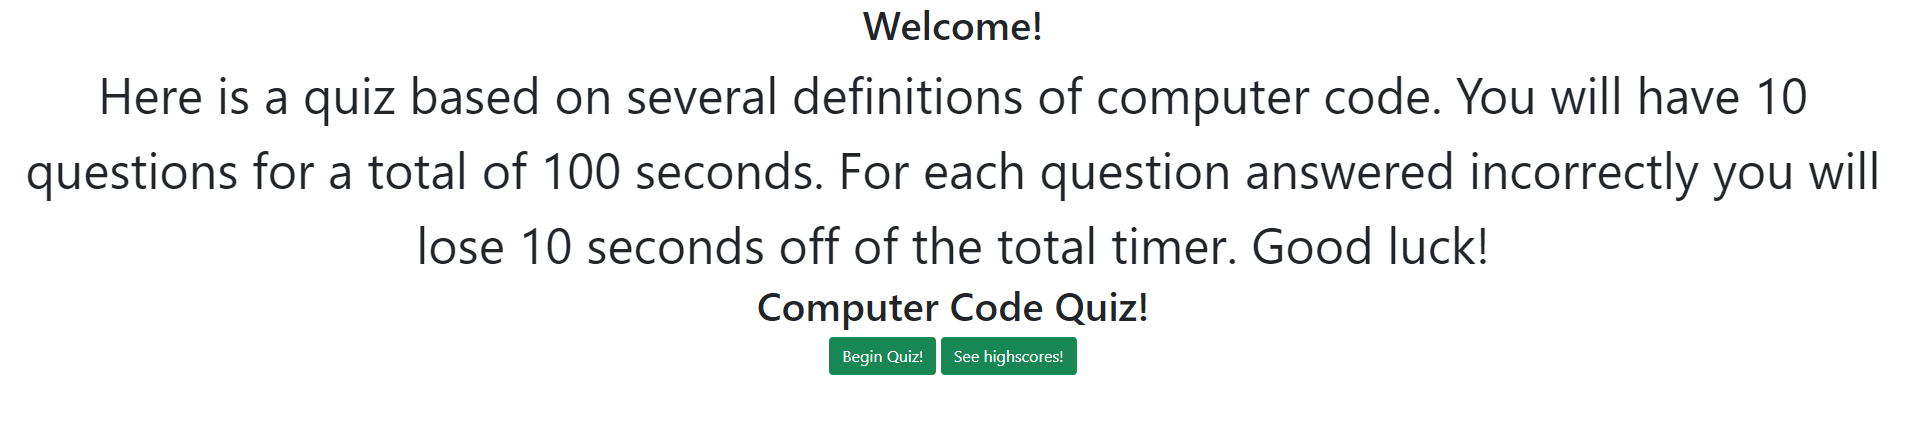 Welcome!
Here is a quiz based on several definitions of computer code. You will have 10
questions for a total of 100 seconds. For each question answered incorrectly you will
lose 10 seconds off of the total timer. Good luck!
Computer Code Quiz!
Begin Quiz! See highscores!